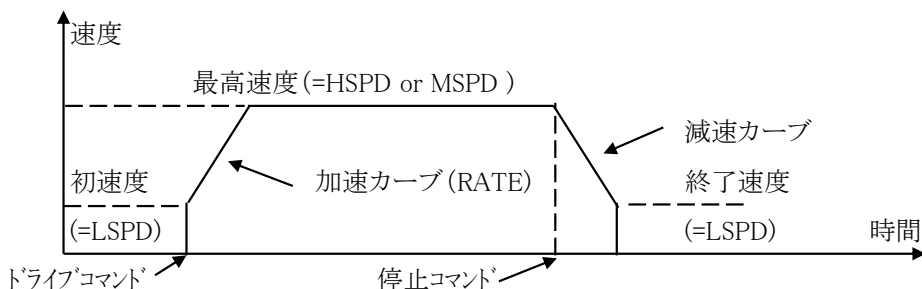 速度
最高速度(=HSPD or MSPD )
減速カーブ
初速度
加速カーブ(RATE)
終了速度
(=LSPD)
(=LSPD)
時間
ﾄﾞﾗｲﾌﾞｺﾏﾝﾄﾞ
停止ｺﾏﾝﾄﾞ